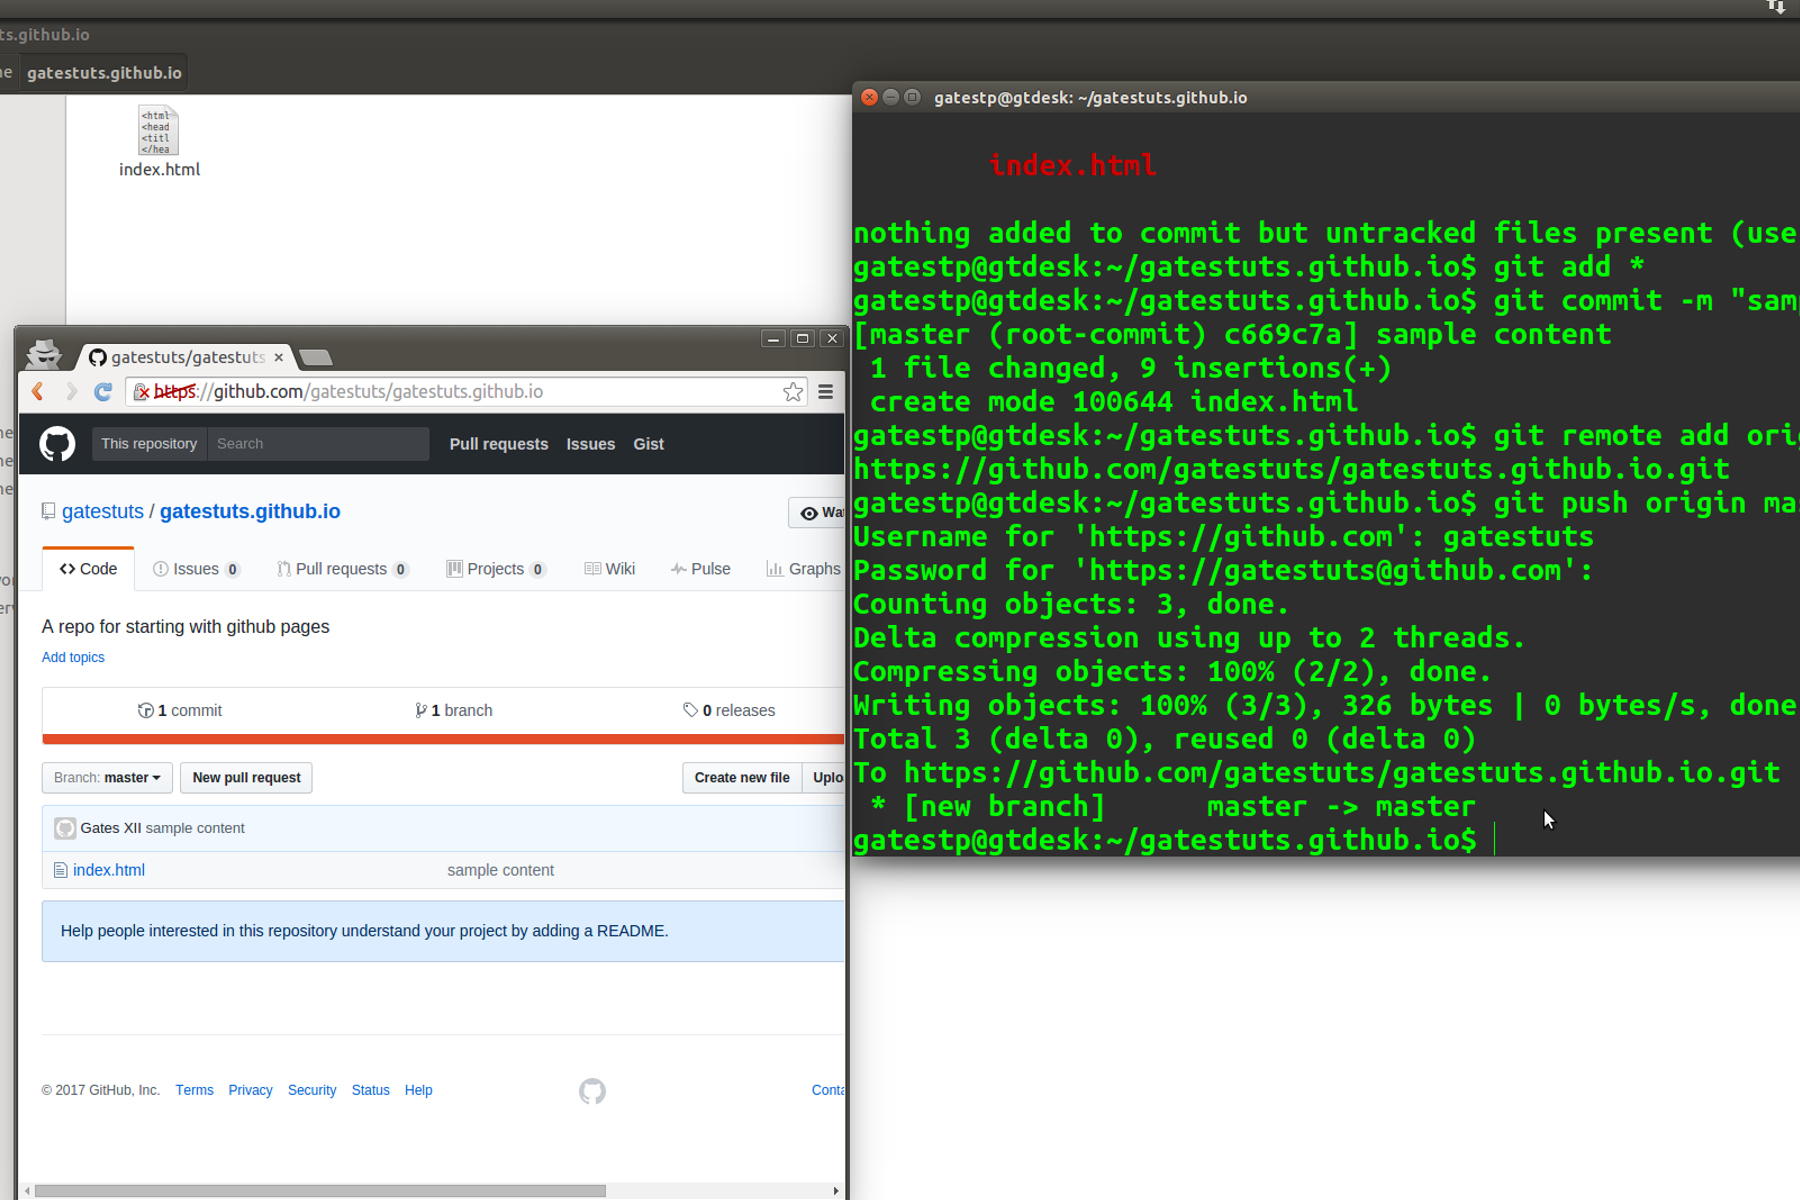 ts.github.io
ne gatestuts.github.io
<html
<head
<titl
</hea
index.html
gatestuts/gatestuts
https://github.com/gatestuts/gatestuts.github.io
This repository Search Pull requests Issues Gist
gatestuts / gatestuts.github.io
Wat
Code Issues 0 Pull requests 0 Projects 0 Wiki Pulse Graphs
A repo for starting with github pages
Add topics
1 commit 1 branch 0 releases
Branch: master New pull request Create new file Uplo
Gates XII sample content
index.html sample content
Help people interested in this repository understand your project by adding a README.
© 2017 GitHub, Inc. Terms Privacy Security Status Help Conta
gatestp@gtdesk: ~/gatestuts.github.io
index.html
nothing added to commit but untracked files present (use
gatestp@gtdesk:~/gatestuts.github.io$ git add *
gatestp@gtdesk:~/gatestuts.github.io$ git commit -m "sam
[master (root-commit) c669c7a] sample content
1 file changed, 9 insertions(+)
create mode 100644 index.html
gatestp@gtdesk:~/gatestuts.github.io$ git remote add orig
https://github.com/gatestuts/gatestuts.github.io.git
gatestp@gtdesk:~/gatestuts.github.io$ git push origin mas
Username for 'https://github.com': gatestuts
Password for 'https://gatestuts@github.com':
Counting objects: 3, done.
Delta compression using up to 2 threads.
Compressing objects: 100% (2/2), done.
Writing objects: 100% (3/3), 326 bytes | 0 bytes/s, done
Total 3 (delta 0), reused 0 (delta 0)
To https://github.com/gatestuts/gatestuts.github.io.git
* [new branch] master -> master
gatestp@gtdesk:~/gatestuts.github.io$